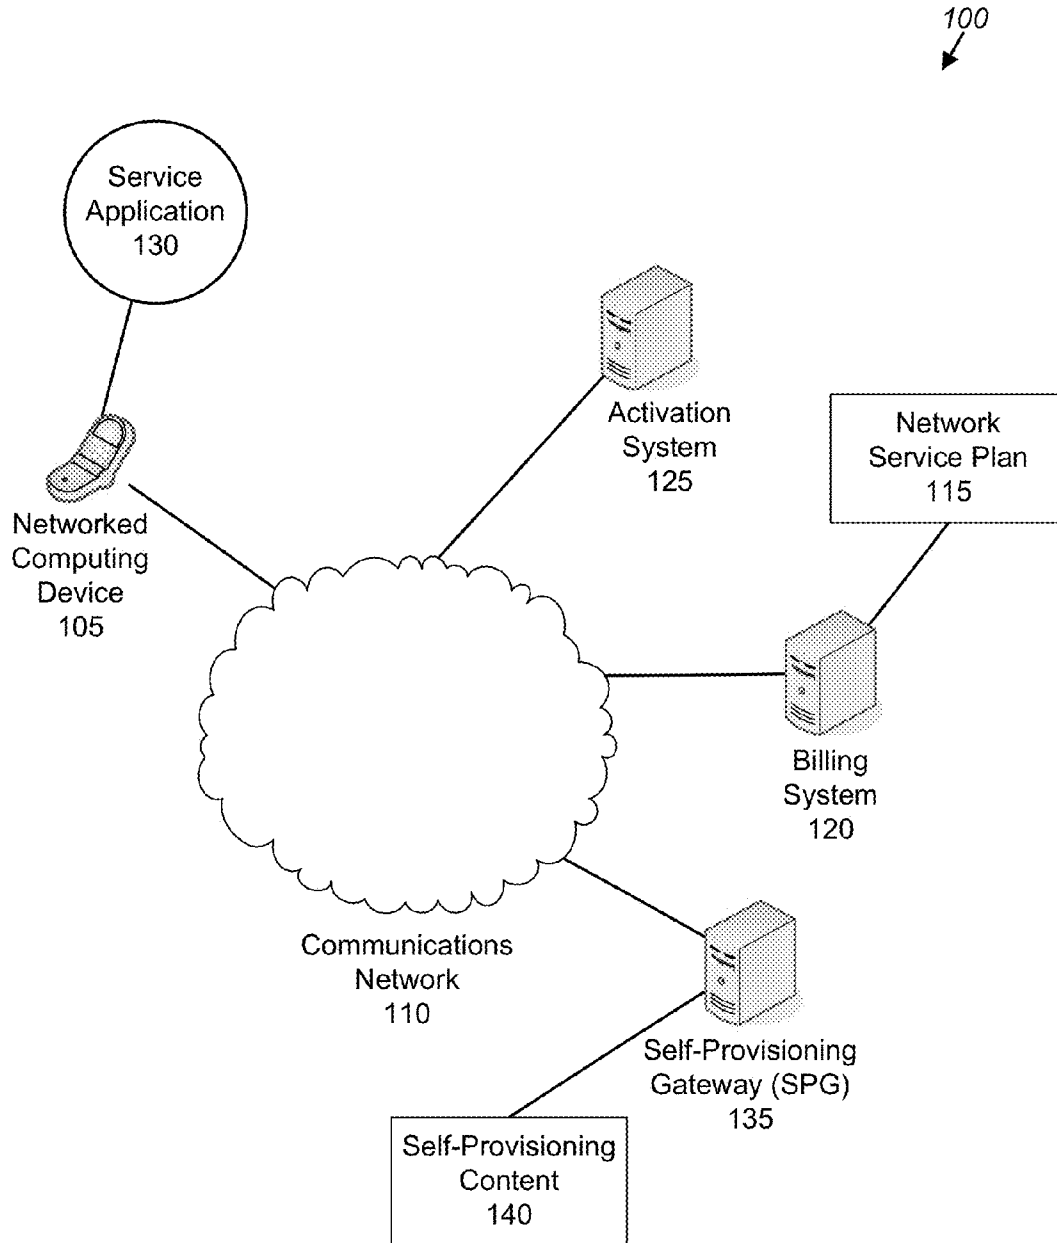 100
Service
Application
130
Activation
System
125
Network
Service Plan
115
Networked
Computing
Device
105
Billing
System
120
Communications
Network
110
Self-Provisioning
Gateway (SPG)
135
Self-Provisioning
Content
140